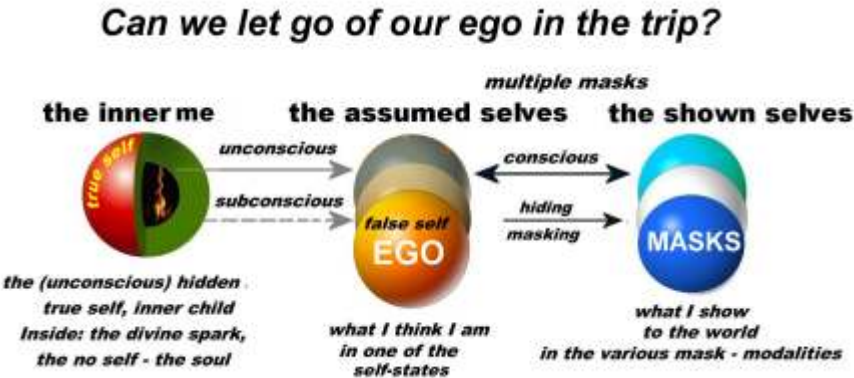 Can we let go of our ego in the trip?
multiple masks
the inner me
the assumed selves
the shown selves
true self
unconscious
subconscious
false self
EGO
conscious
hiding
masking
MASKS
the (unconscious) hidden
true self, inner child
Inside: the divine spark,
the no self - the soul
what I think I am
in one of the
self-states
what I show
to the world
in the various mask - modalities